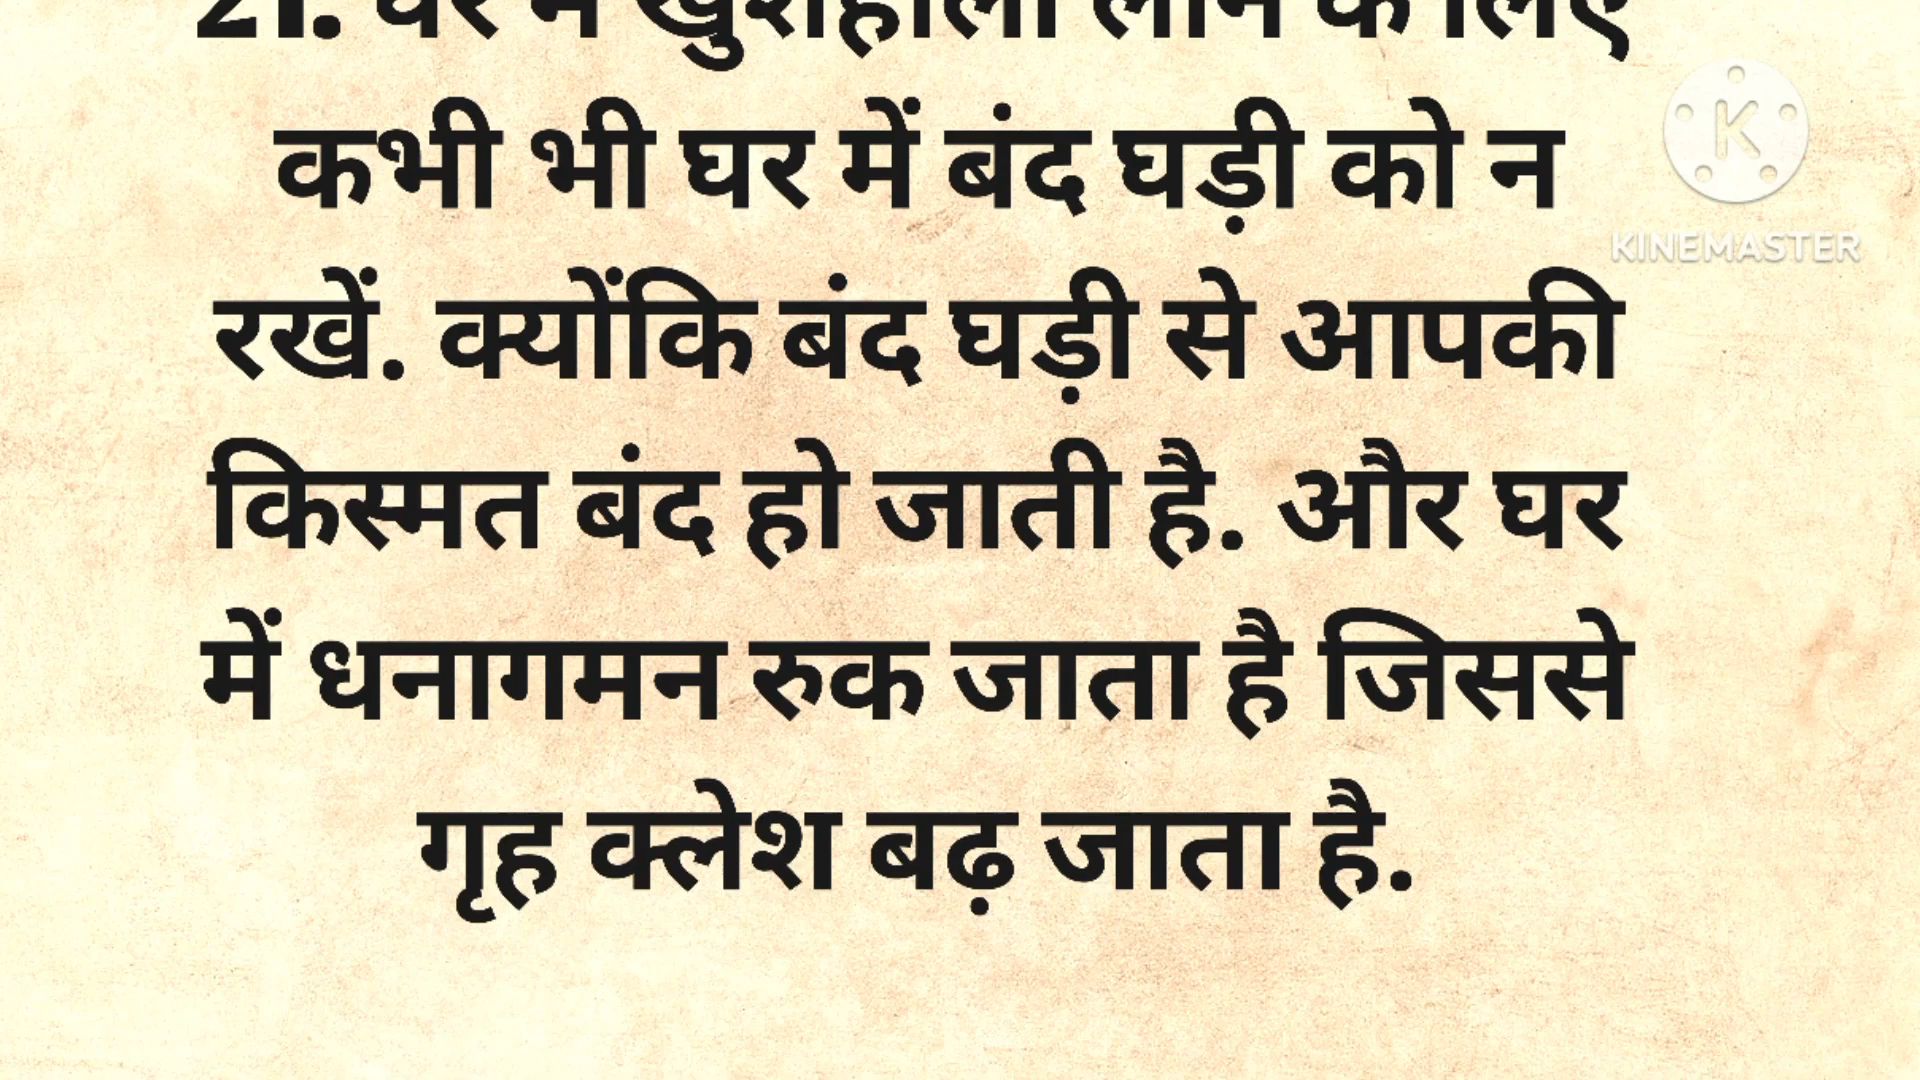 21. घर में खुशहाली लाने के लिए
कभी भी घर में बंद घड़ी को न
रखें. क्योंकि बंद घड़ी से आपकी
किस्मत बंद हो जाती है. और घर
में धनागमन रुक जाता है जिससे
गृह क्लेश बढ़ जाता है.
K
KINEMASTER